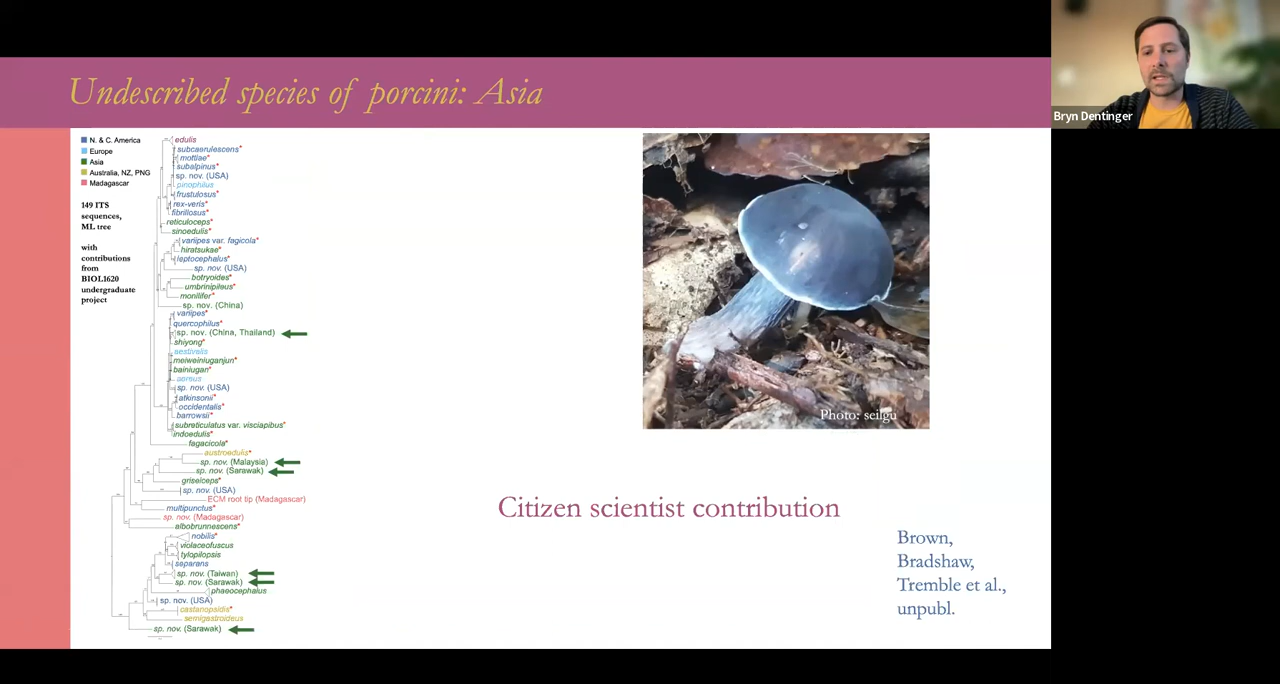 Undescribed species of porcini: Asia
Bryn Dentinger
N. & C. America
Europe
Asia
Australia, NZ, PNG
Madagascar
149 ITS
sequences,
ML tree
with
contributions
from
BIOL1620
undergraduate
project
edulis
subcaerulescens*
mottiae*
subalpinus*
sp. nov. (USA)
pinophilus
frustulosus*
rex-veris*
fibrillosus*
reticuloceps*
sinoedulis*
variipes var. fagicola*
hiratsukae*
leptocephalus*
sp. nov. (USA)
botryoides*
umbrinipileus*
monilifer*
sp. nov. (China)
variipes*
quercophilus*
sp. nov. (China, Thailand)
shiyong*
aestivalis
meiweiniuganjun*
bainiugan*
aereus
sp. nov. (USA)
atkinsonii*
occidentalis*
barrowsii*
subreticulatus var. visciapibus*
indoedulis*
fagacicola*
austroedulis*
sp. nov. (Malaysia)
sp. nov. (Sarawak)
griseiceps*
sp. nov. (USA)
ECM root tip (Madagascar)
multipunctus*
sp. nov. (Madagascar)
albobrunnescens*
nobilis*
violaceofuscus
tylopilopsis
separans
sp. nov. (Taiwan)
sp. nov. (Sarawak)
phaeocephalus
sp. nov. (USA)
castanopsidis*
semigastroideus
sp. nov. (Sarawak)
Photo: seilgu
Citizen scientist contribution
Brown,
Bradshaw,
Tremble et al.,
unpubl.